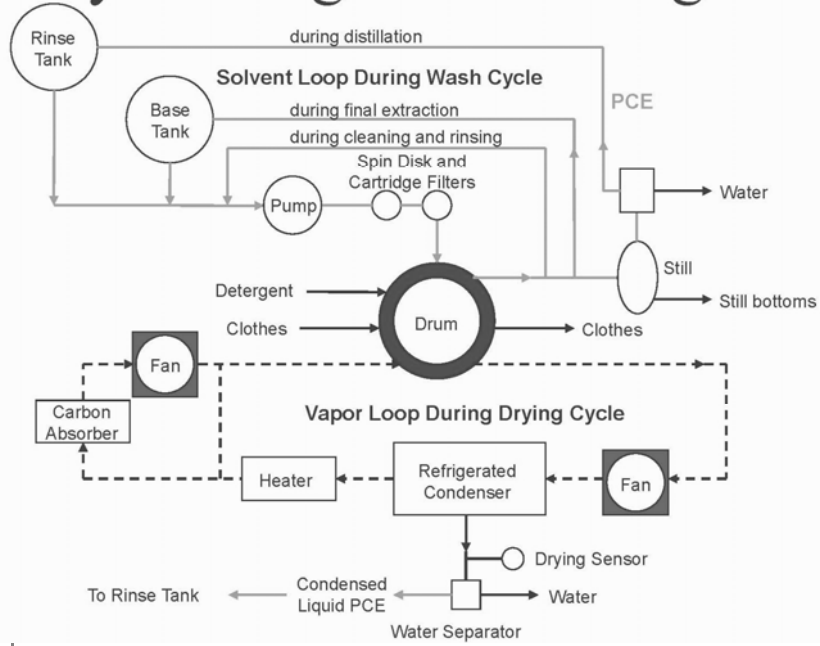 Rinse
Tank
during distillation
Solvent Loop During Wash Cycle
PCE
Base
Tank
during final extraction
during cleaning and rinsing
Spin Disk and
Cartridge Filters
Pump
Water
Still
Detergent
Still bottoms
Clothes
Drum
Clothes
Fan
Carbon
Absorber
Vapor Loop During Drying Cycle
Heater
Refrigerated
Condenser
Fan
Drying Sensor
To Rinse Tank
Condensed
Liquid PCE
Water
Water Separator